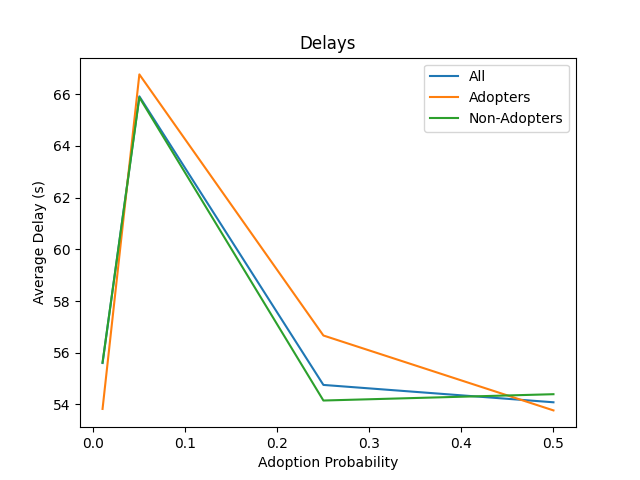 Delays
All
Adopters
Non-Adopters
66
64
62
60
58
56
54
Average Delay (s)
0.0 0.1 0.2 0.3 0.4 0.5
Adoption Probability